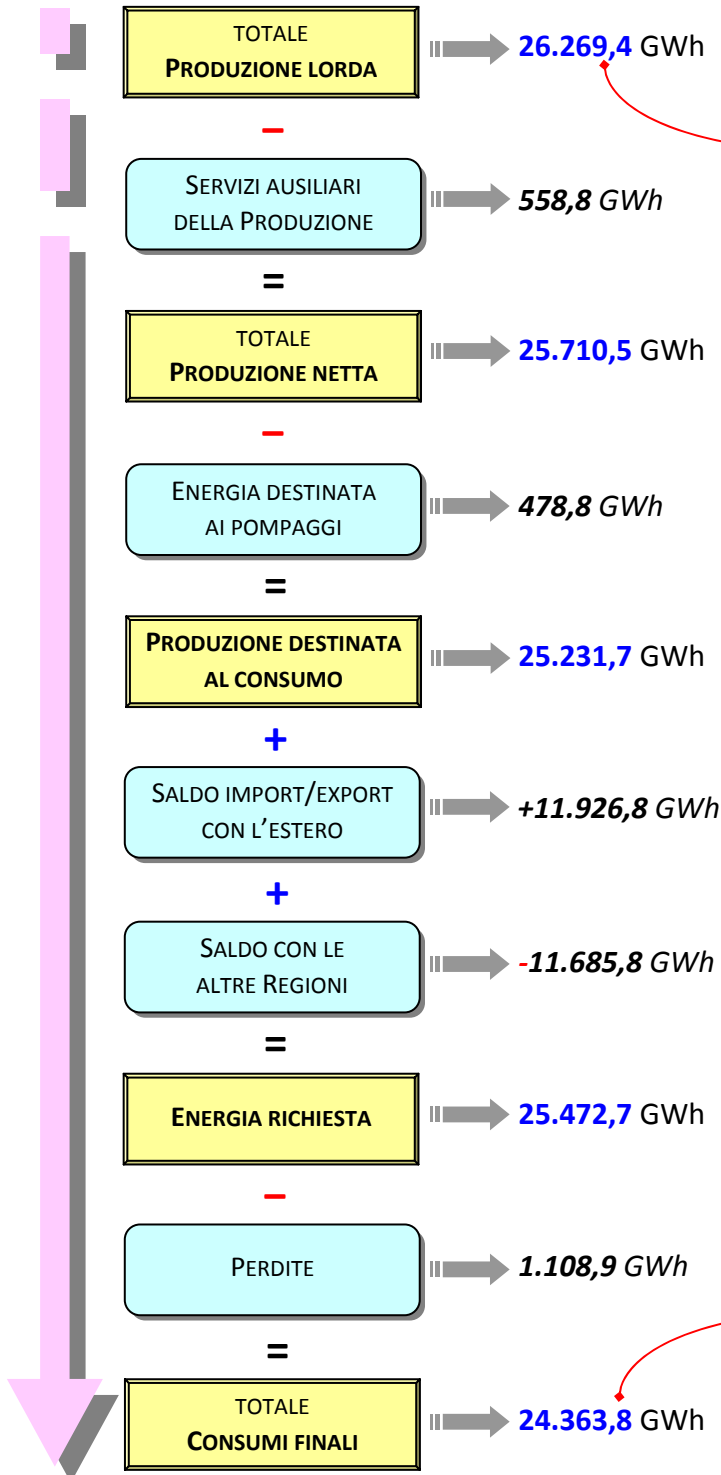 TOTALE
PRODUZIONE LORDA
26.269,4 GWh
–
SERVIZI AUSILIARI
DELLA PRODUZIONE
558,8 GWh
=
TOTALE
PRODUZIONE NETTA
25.710,5 GWh
–
ENERGIA DESTINATA
AI POMPAGGI
478,8 GWh
=
PRODUZIONE DESTINATA
AL CONSUMO
25.231,7 GWh
+
SALDO IMPORT/EXPORT
CON L'ESTERO
+11.926,8 GWh
+
SALDO CON LE
ALTRE REGIONI
-11.685,8 GWh
=
ENERGIA RICHIESTA
25.472,7 GWh
–
PERDITE
1.108,9 GWh
=
TOTALE
CONSUMI FINALI
24.363,8 GWh